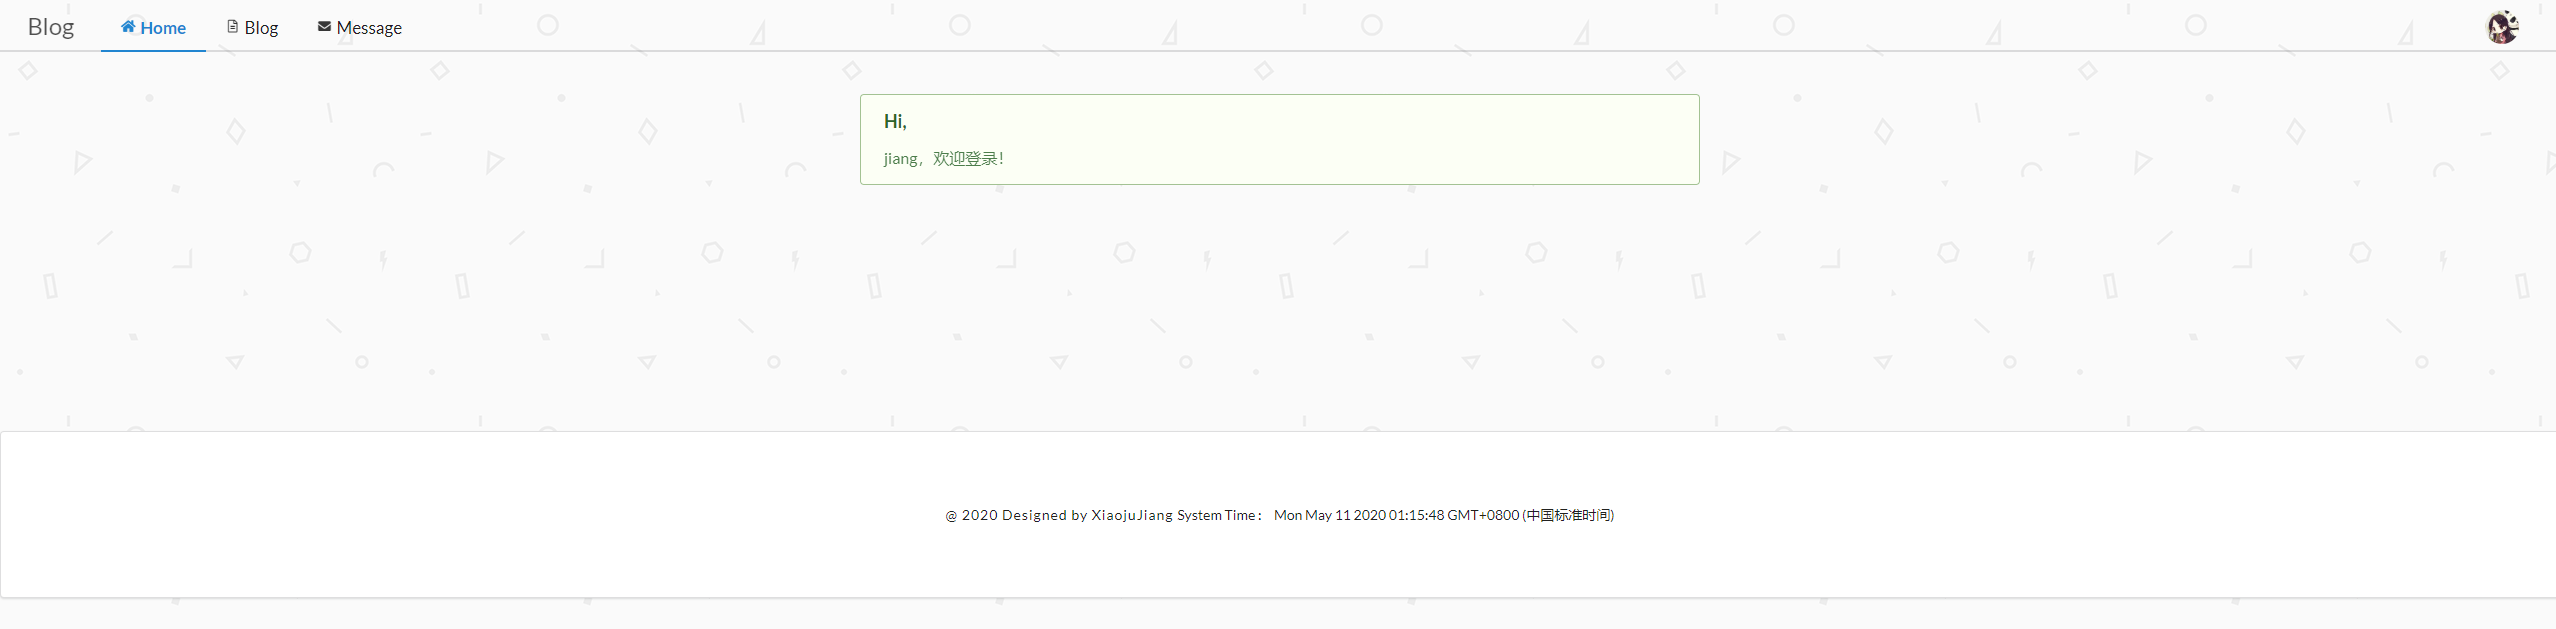 Blog Home Blog Message
Hi,
jiang，欢迎登录！
@ 2020 Designed by XiaojuJiang System Time： Mon May 11 2020 01:15:48 GMT+0800 (中国标准时间)